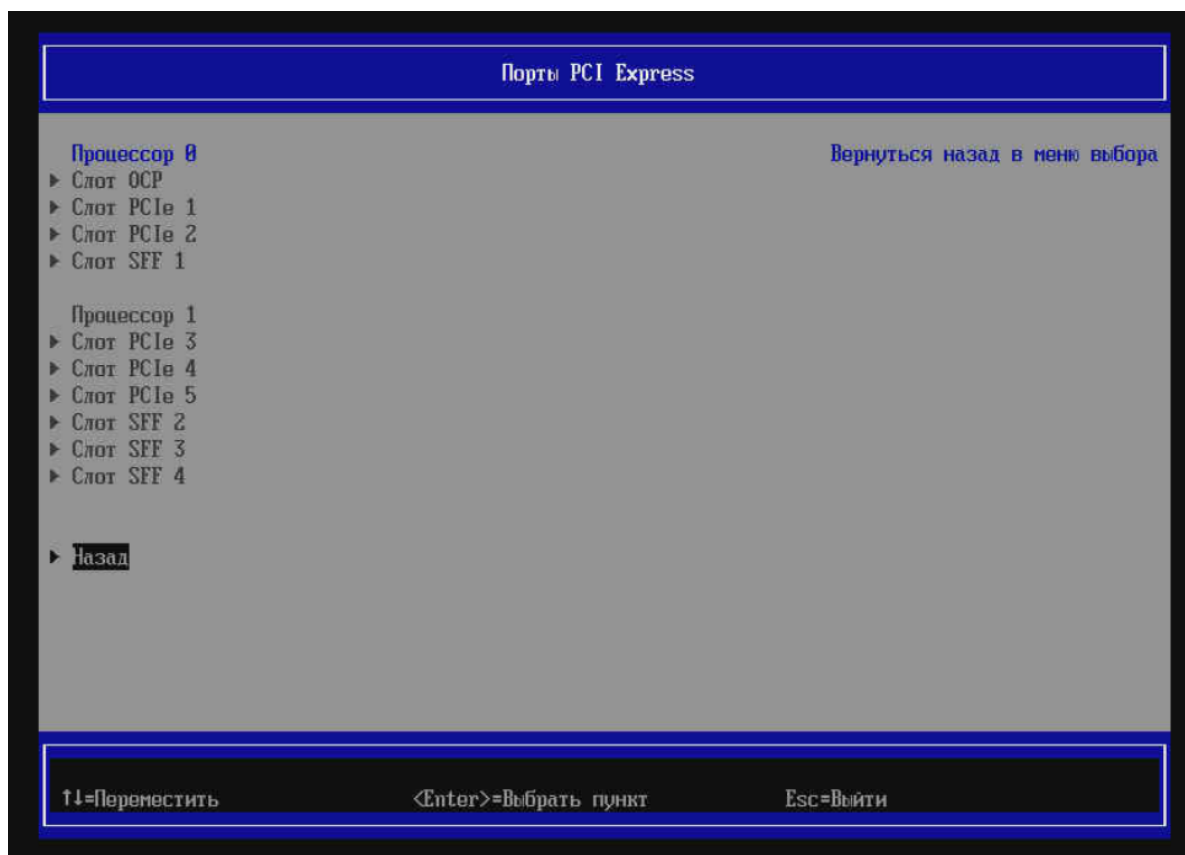 Порты PCI Express
Процессор 0
Вернуться назад в меню выбора
▶ Слот OCP
▶ Слот PCIe 1
▶ Слот PCIe 2
▶ Слот SFF 1
Процессор 1
▶ Слот PCIe 3
▶ Слот PCIe 4
▶ Слот PCIe 5
▶ Слот SFF 2
▶ Слот SFF 3
▶ Слот SFF 4
▶ Назад
↑↓=Переместить <Enter>=Выбрать пункт Esc=Выйти